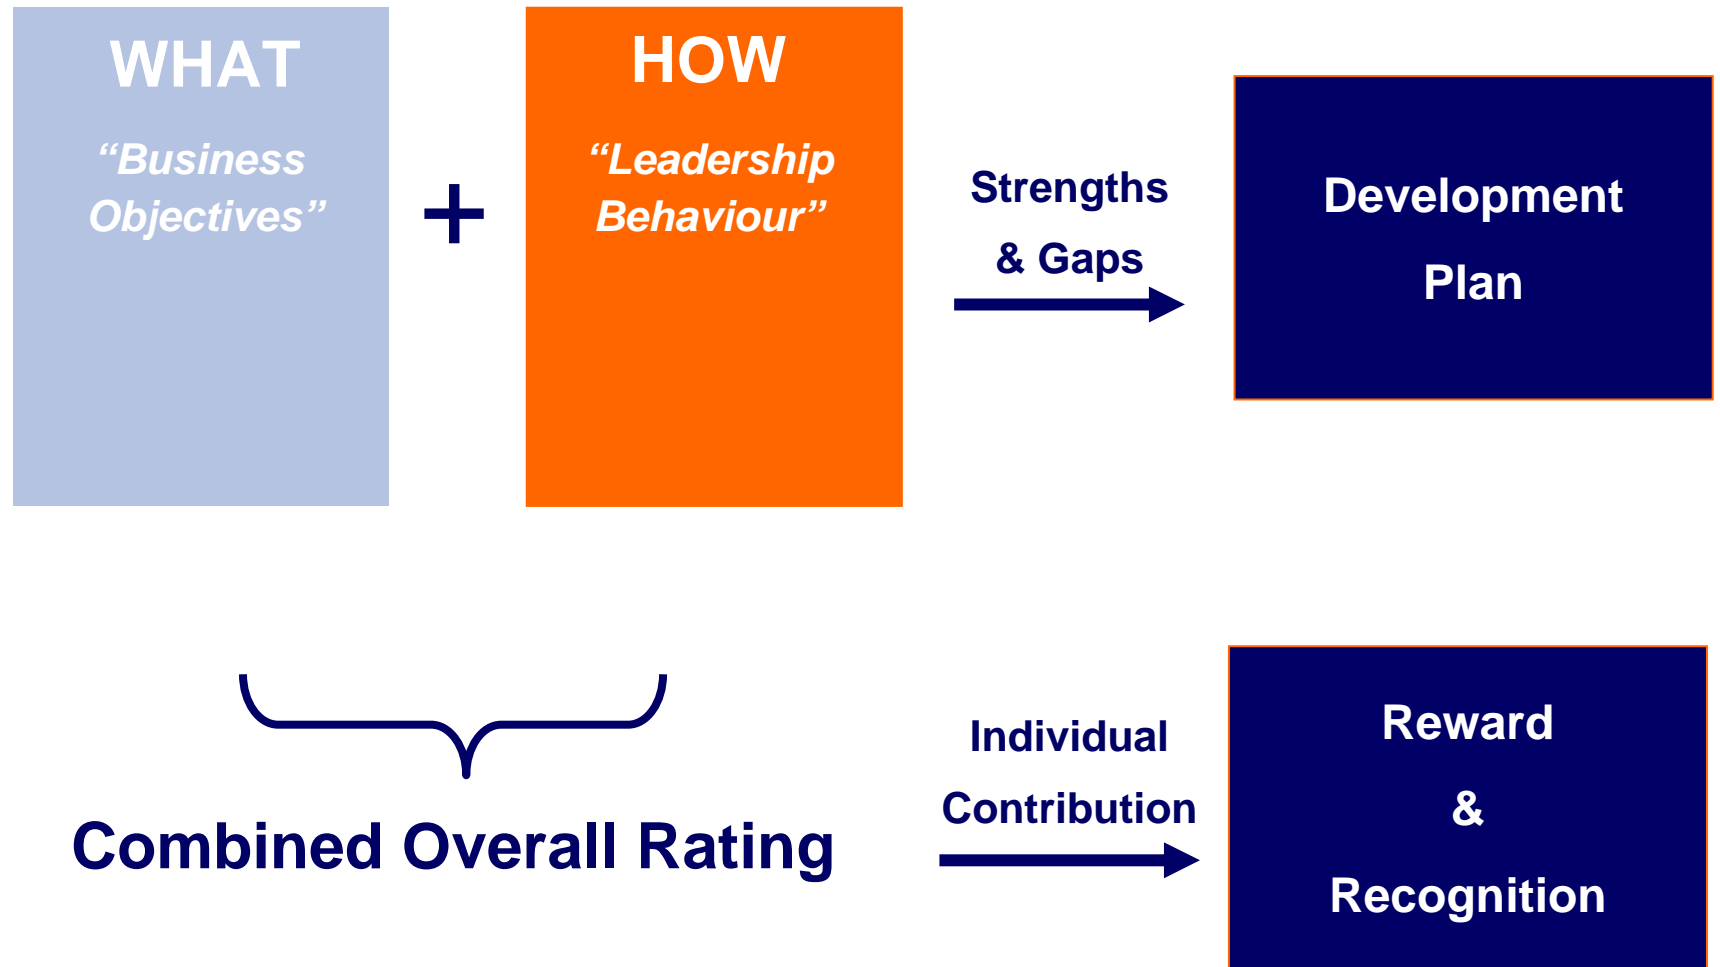 WHAT
“Business
Objectives”
+
HOW
“Leadership
Behaviour”
Strengths
& Gaps
Development
Plan
Combined Overall Rating
Individual
Contribution
Reward
&
Recognition